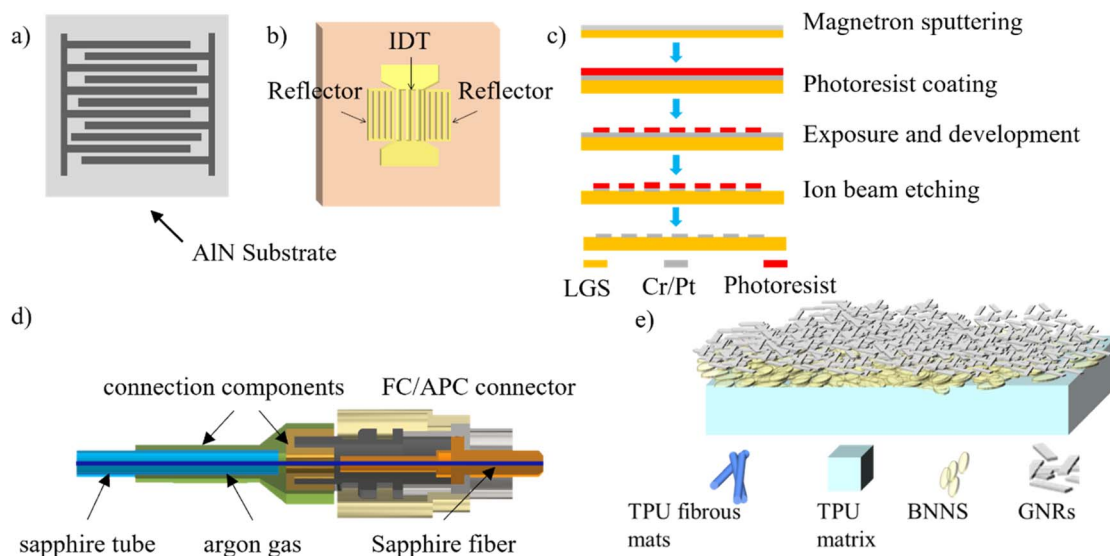 a)
AlN Substrate
b)
IDT
Reflector
Reflector
c)
Magnetron sputtering
Photoresist coating
Exposure and development
Ion beam etching
LGS
Cr/Pt
Photoresist
d)
connection components
FC/APC connector
sapphire tube
argon gas
Sapphire fiber
e)
TPU fibrous
mats
TPU
matrix
BNNS
GNRs